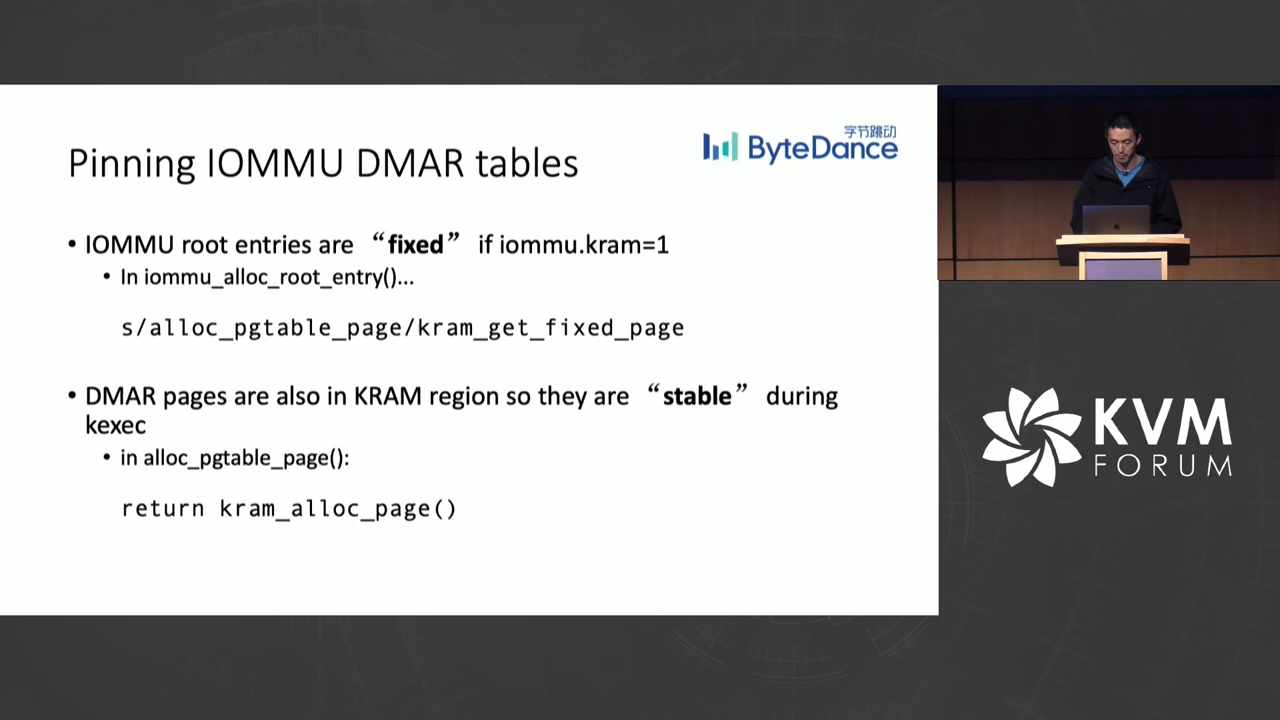 Pinning IOMMU DMAR tables
字节跳动
ByteDance
• IOMMU root entries are “fixed” if iommu.kram=1
• In iommu_alloc_root_entry()...
s/alloc_pgtable_page/kram_get_fixed_page
• DMAR pages are also in KRAM region so they are “stable” during
kexec
• in alloc_pgtable_page():
return kram_alloc_page()
KVM
FORUM